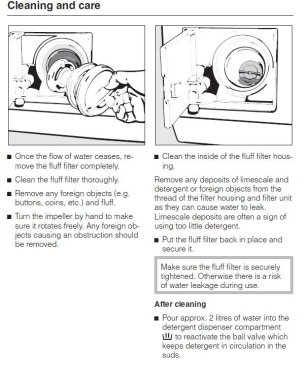 Cleaning and care
■ Once the flow of water ceases, re-
move the fluff filter completely.
■ Clean the fluff filter thoroughly.
■ Remove any foreign objects (e.g.
buttons, coins, etc.) and fluff.
■ Turn the impeller by hand to make
sure it rotates freely. Any foreign ob-
jects causing an obstruction should
be removed.
■ Clean the inside of the fluff filter hous-
ing.
Remove any deposits of limescale and
detergent or foreign objects from the
thread of the filter housing and filter unit
as they can cause water to leak.
Limescale deposits are often a sign of
using too little detergent.
■ Put the fluff filter back in place and
secure it.
Make sure the fluff filter is securely
tightened. Otherwise there is a risk
of water leakage during use.
After cleaning
■ Pour approx. 2 litres of water into the
detergent dispenser compartment
to reactivate the ball valve which
keeps detergent in circulation in the
suds.